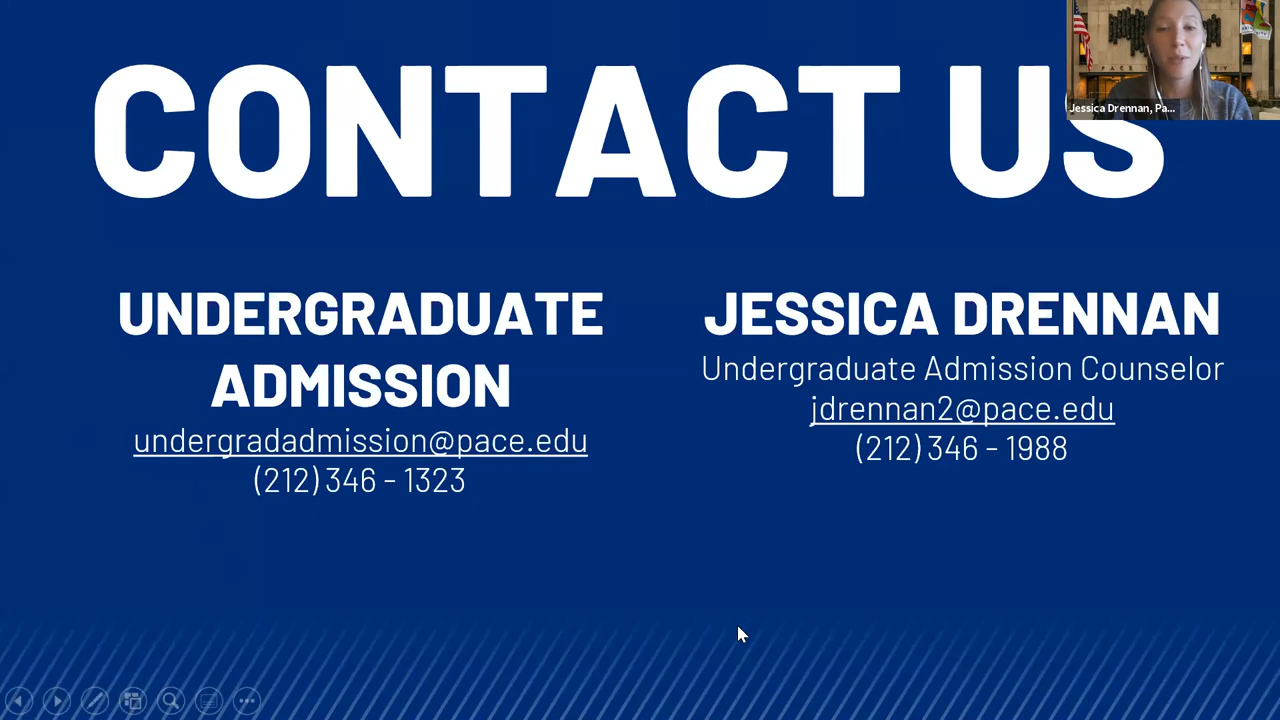 CONTACT US
Jessica Drennan, Pa...
UNDERGRADUATE
ADMISSION
undergradadmission@pace.edu
(212) 346 - 1323
JESSICA DRENNAN
Undergraduate Admission Counselor
jdrennan2@pace.edu
(212) 346 - 1988